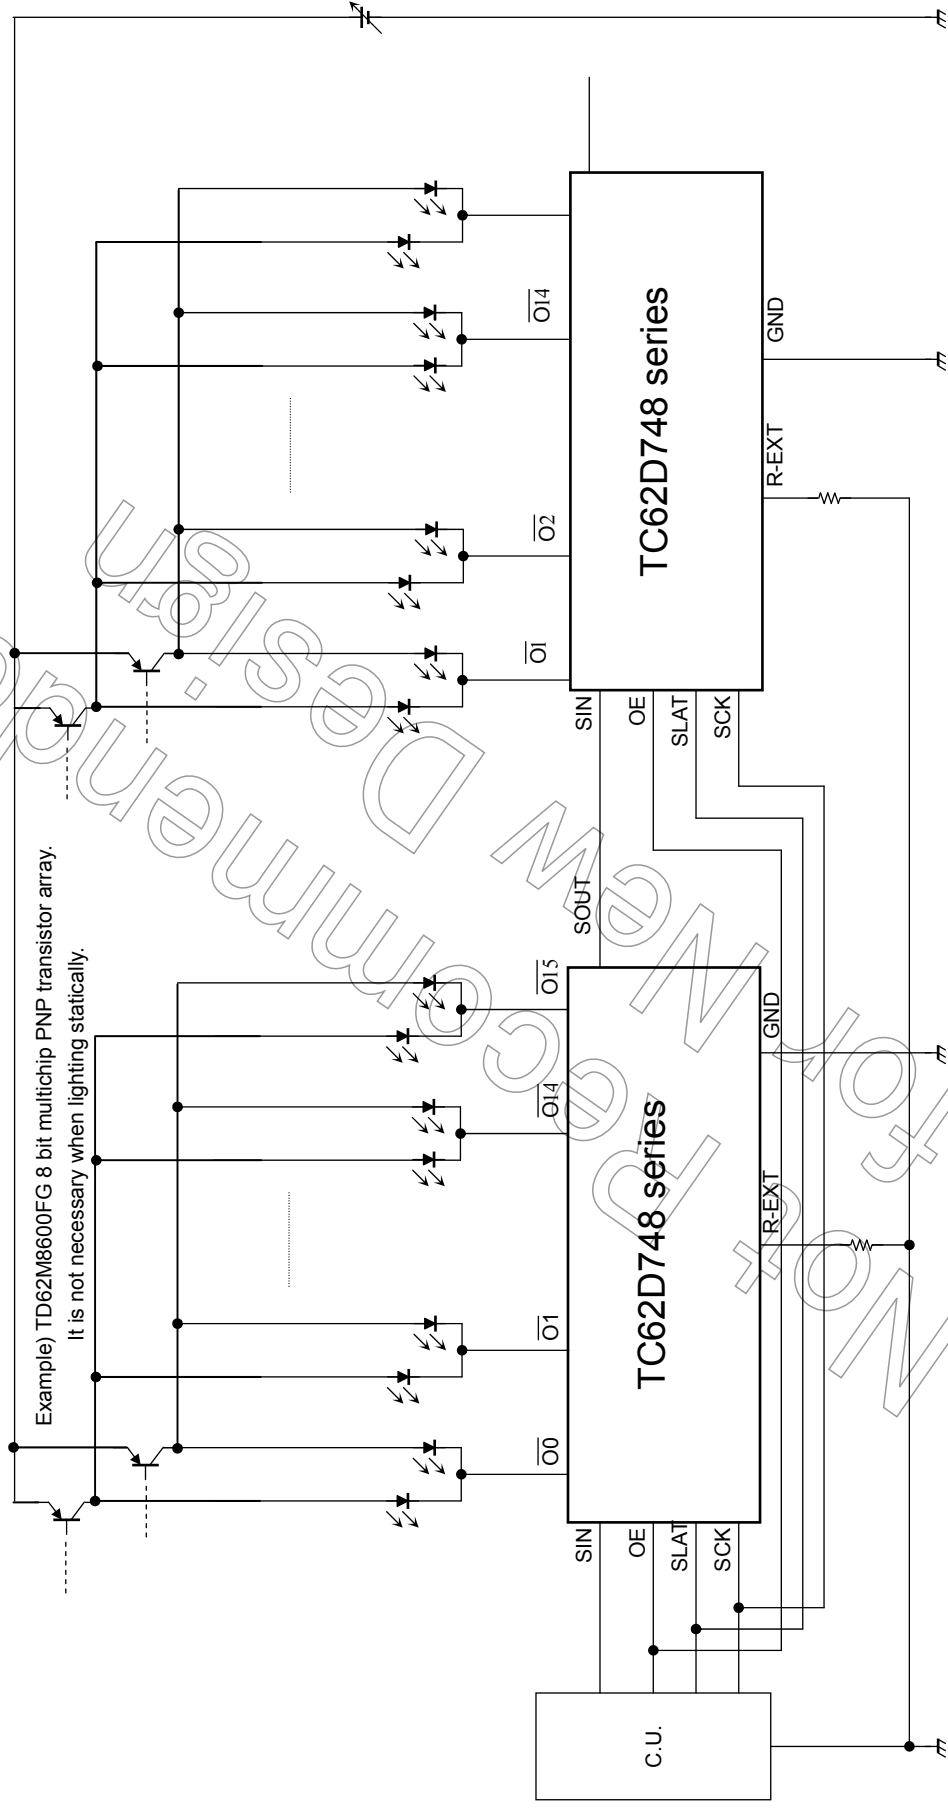 Example) TD62M8600FG 8 bit multichip PNP transistor array.
It is not necessary when lighting statically.
O0
O1
O14
O15
O1
O2
O14
C.U.
SIN
OE
SLAT
SCK
TC62D748 series
R-EXT
GND
SOUT
SIN
OE
SLAT
SCK
TC62D748 series
R-EXT
GND
Not Recommended
for New Design